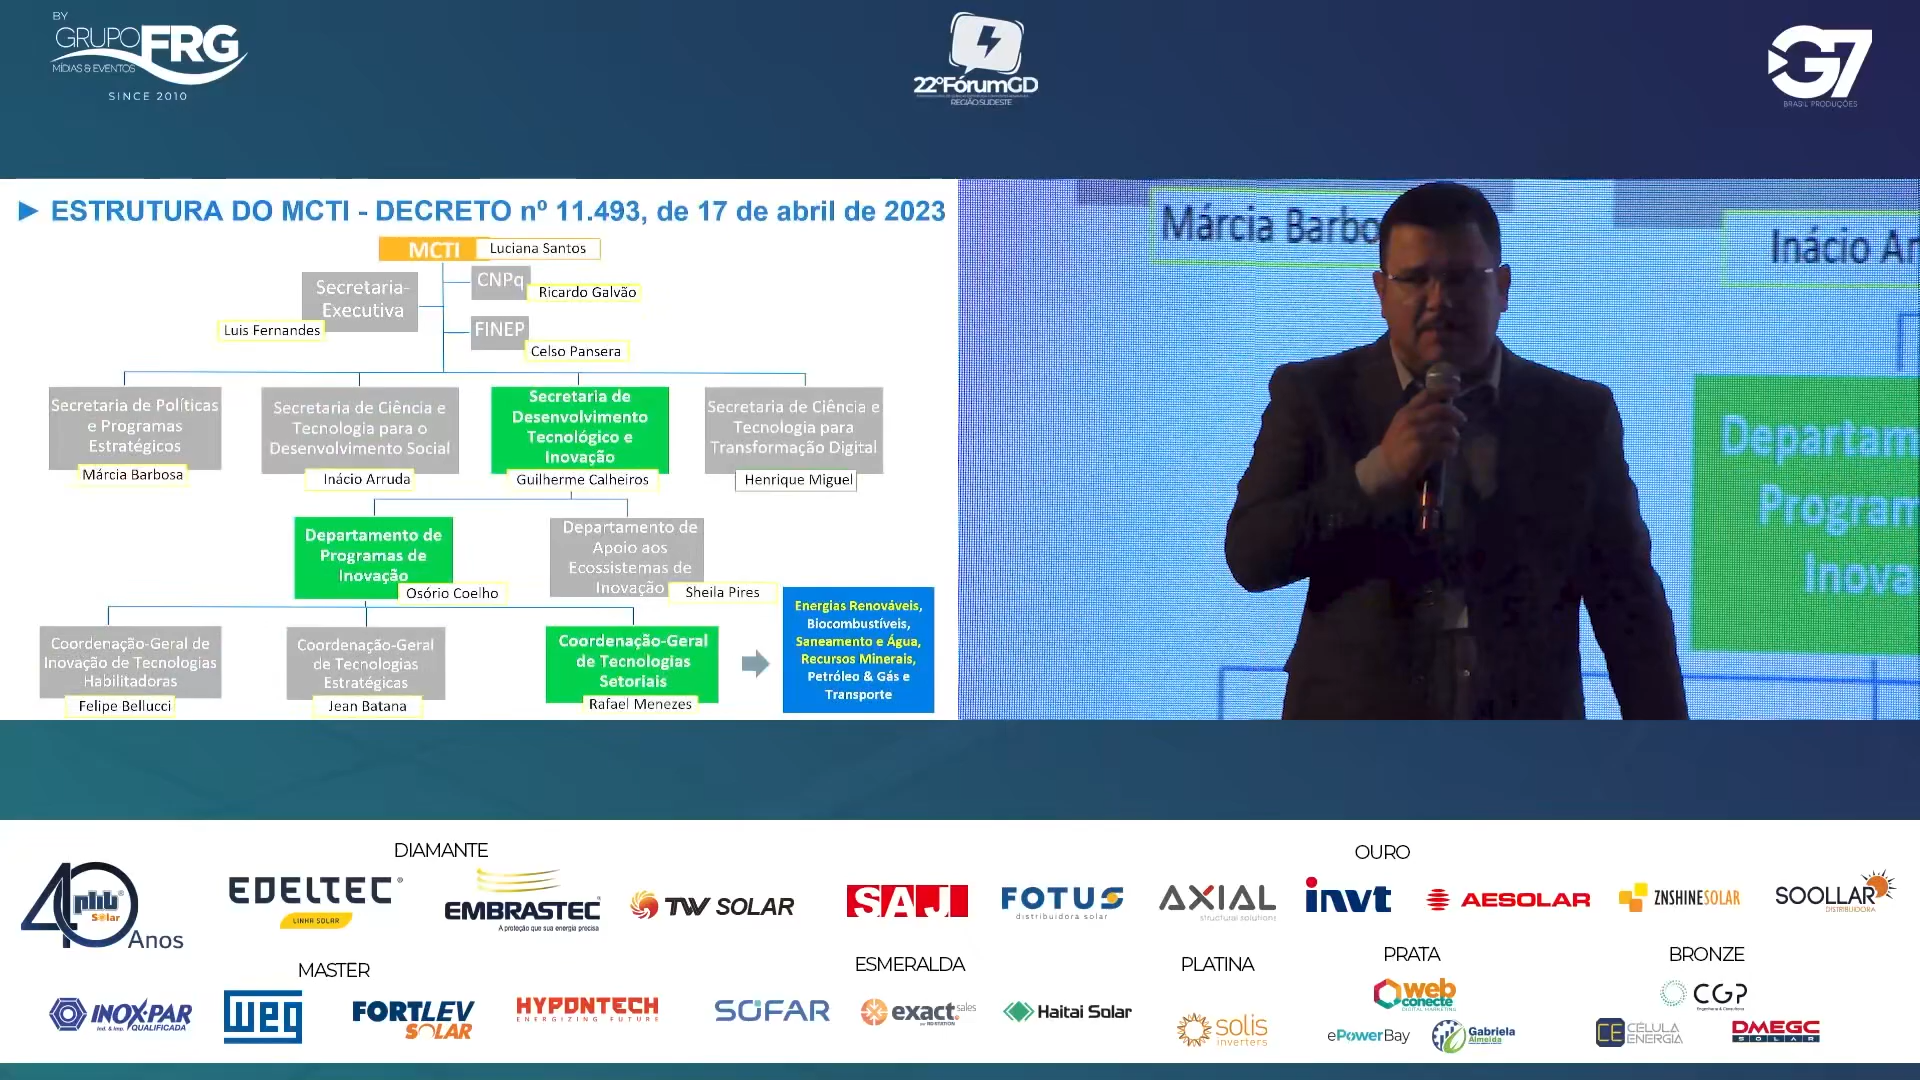 BY
GRUPO FRG
MÍDIAS & EVENTOS
SINCE 2010
22ºFórumGD
REGIÃO SUDESTE
G7
BRASIL PRODUÇÕES
► ESTRUTURA DO MCTI - DECRETO nº 11.493, de 17 de abril de 2023
MCTI
Luciana Santos
CNPq
Ricardo Galvão
Secretaria-
Executiva
Luis Fernandes
FINEP
Celso Pansera
Secretaria de Políticas
e Programas
Estratégicos
Márcia Barbosa
Secretaria de Ciência e
Tecnologia para o
Desenvolvimento Social
Inácio Arruda
Secretaria de
Desenvolvimento
Tecnológico e
Inovação
Guilherme Calheiros
Secretaria de Ciência e
Tecnologia para
Transformação Digital
Henrique Miguel
Departamento de
Programas de
Inovação
Osório Coelho
Departamento de
Apoio aos
Ecossistemas de
Inovação
Sheila Pires
Coordenação-Geral de
Inovação de Tecnologias
Habilitadoras
Felipe Bellucci
Coordenação-Geral
de Tecnologias
Estratégicas
Jean Batana
Coordenação-Geral
de Tecnologias
Setoriais
Rafael Menezes
Energias Renováveis,
Biocombustíveis,
Saneamento e Água,
Recursos Minerais,
Petróleo & Gás e
Transporte
Márcia Barbo
Inácio Ar
Departam
Program
Inova
DIAMANTE
OURO
40 phb Solar Anos
EDELTEC
LINHA SOLAR
EMBRASTEC
A proteção que sua energia precisa
TW SOLAR
SAJ
FOTUS
distribuidora solar
AXIAL
structural solutions
invt
AESOLAR
ZNSHINESOLAR
SOOLLAR
DISTRIBUIDORA
MASTER
ESMERALDA
PLATINA
PRATA
BRONZE
INOX-PAR
Ind. & Imp. QUALIFICADA
WEG
FORTLEV
SOLAR
HYPONTECH
ENERGIZING FUTURE
SOFAR
exact sales
Haitai Solar
solis
inverters
web
conecte
DIGITAL MARKETING
ePowerBay
Gabriela
Almeida
CGP
CE CÉLULA
ENERGIA
DMEGC
SOLAR